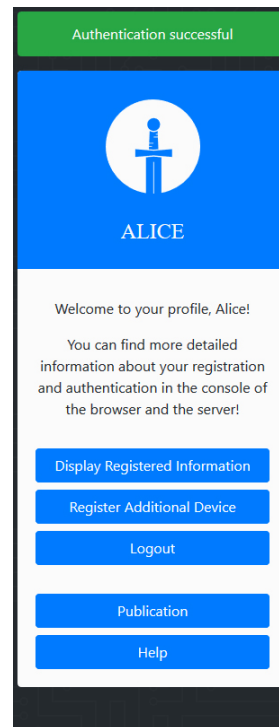 Authentication successful
ALICE
Welcome to your profile, Alice!
You can find more detailed
information about your registration
and authentication in the console of
the browser and the server!
Display Registered Information
Register Additional Device
Logout
Publication
Help